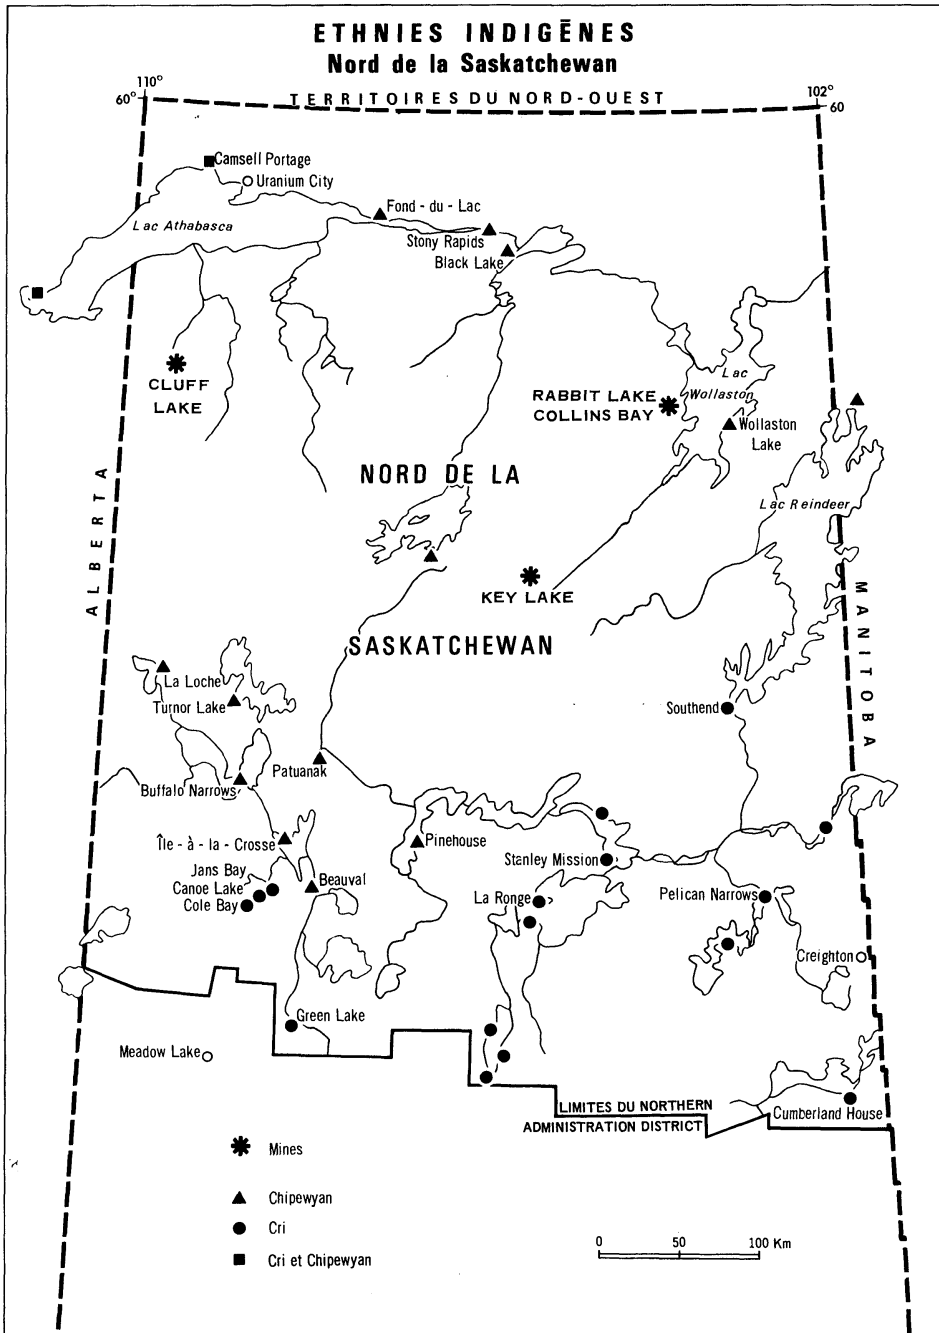 ETHNIES INDIGĒNES
Nord de la Saskatchewan
110°
60°
TERRITOIRES DU NORD-OUEST
102°
60
Camsell Portage
Uranium City
Fond - du - Lac
Lac Athabasca
Stony Rapids
Black Lake
CLUFF
LAKE
Lac
Wollaston
RABBIT LAKE
COLLINS BAY
Wollaston
Lake
NORD DE LA
Lac Reindeer
ALBERTA
KEY LAKE
MANITOBA
SASKATCHEWAN
La Loche
Turnor Lake
Southend
Patuanak
Buffalo Narrows
Île - à - la - Crosse
Pinehouse
Stanley Mission
Jans Bay
Canoe Lake
Cole Bay
Beauval
La Ronge
Pelican Narrows
Creighton
Green Lake
Meadow Lake
LIMITES DU NORTHERN
ADMINISTRATION DISTRICT
Cumberland House
Mines
Chipewyan
Cri
Cri et Chipewyan
0 50 100 Km